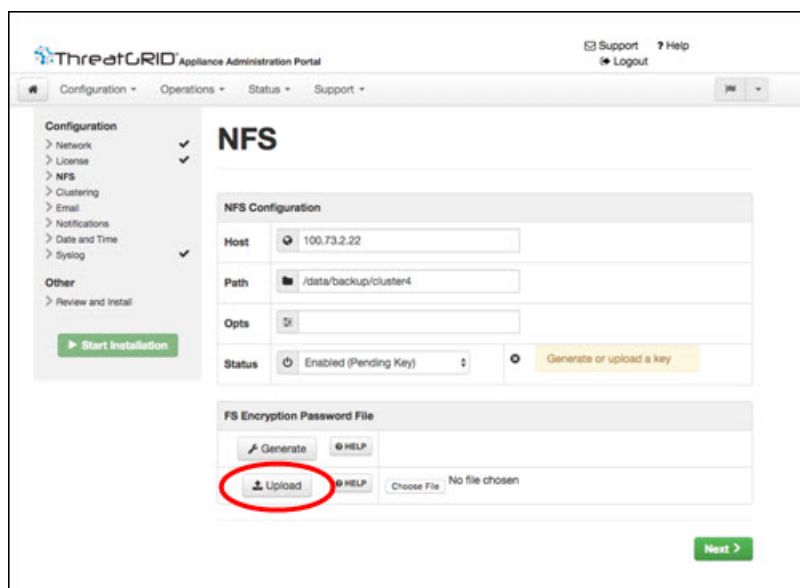 Support ? Help
ThreatGRID Appliance Administration Portal
Logout
Configuration Operations Status Support
Configuration
Network
License
NFS
Clustering
Email
Notifications
Date and Time
Syslog
Other
Review and Install
Start Installation
NFS
NFS Configuration
Host 100.73.2.22
Path /data/backup/cluster4
Opts
Status Enabled (Pending Key) Generate or upload a key
FS Encryption Password File
Generate HELP
Upload HELP Choose File No file chosen
Next